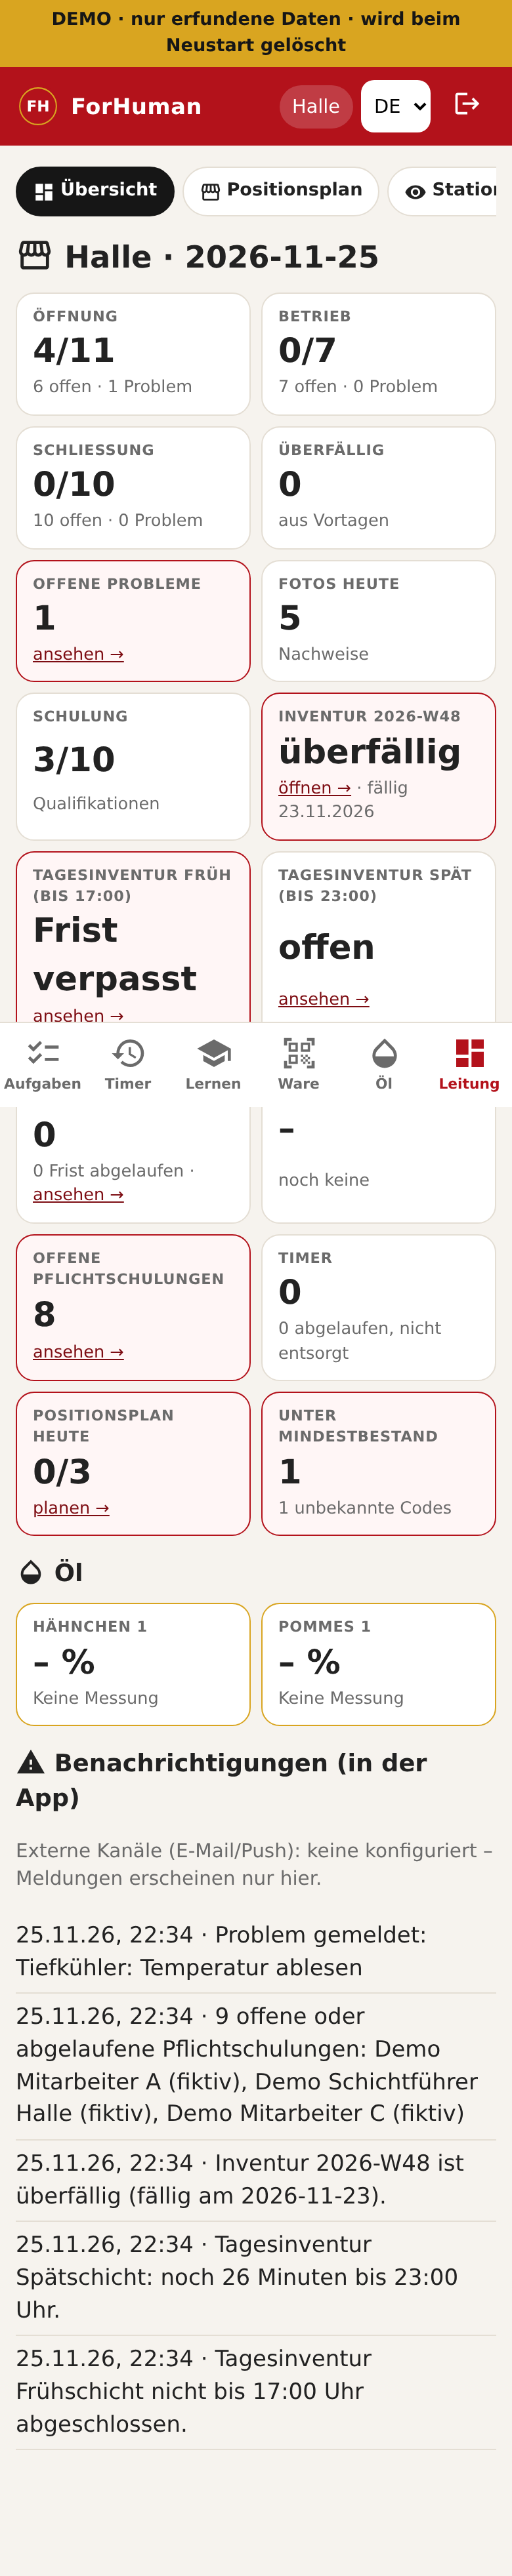 DEMO · nur erfundene Daten · wird beim
Neustart gelöscht
FH ForHuman Halle DE
Übersicht Positionsplan
Halle · 2026-11-25
ÖFFNUNG
4/11
6 offen · 1 Problem
BETRIEB
0/7
7 offen · 0 Problem
SCHLIESSUNG
0/10
10 offen · 0 Problem
ÜBERFÄLLIG
0
aus Vortagen
OFFENE PROBLEME
1
ansehen →
FOTOS HEUTE
5
Nachweise
SCHULUNG
3/10
Qualifikationen
INVENTUR 2026-W48
überfällig
öffnen → · fällig
23.11.2026
TAGESINVENTUR FRÜH
(BIS 17:00)
Frist
verpasst
ansehen →
TAGESINVENTUR SPÄT
(BIS 23:00)
offen
ansehen →
Aufgaben Timer Lernen Ware Öl Leitung
0
0 Frist abgelaufen ·
ansehen →
–
noch keine
OFFENE
PFLICHTSCHULUNGEN
8
ansehen →
TIMER
0
0 abgelaufen, nicht
entsorgt
POSITIONSPLAN
HEUTE
0/3
planen →
UNTER
MINDESTBESTAND
1
1 unbekannte Codes
Öl
HÄHNCHEN 1
– %
Keine Messung
POMMES 1
– %
Keine Messung
Benachrichtigungen (in der
App)
Externe Kanäle (E-Mail/Push): keine konfiguriert –
Meldungen erscheinen nur hier.
25.11.26, 22:34 · Problem gemeldet:
Tiefkühler: Temperatur ablesen
25.11.26, 22:34 · 9 offene oder
abgelaufene Pflichtschulungen: Demo
Mitarbeiter A (fiktiv), Demo Schichtführer
Halle (fiktiv), Demo Mitarbeiter C (fiktiv)
25.11.26, 22:34 · Inventur 2026-W48 ist
überfällig (fällig am 2026-11-23).
25.11.26, 22:34 · Tagesinventur
Spätschicht: noch 26 Minuten bis 23:00
Uhr.
25.11.26, 22:34 · Tagesinventur
Frühschicht nicht bis 17:00 Uhr
abgeschlossen.